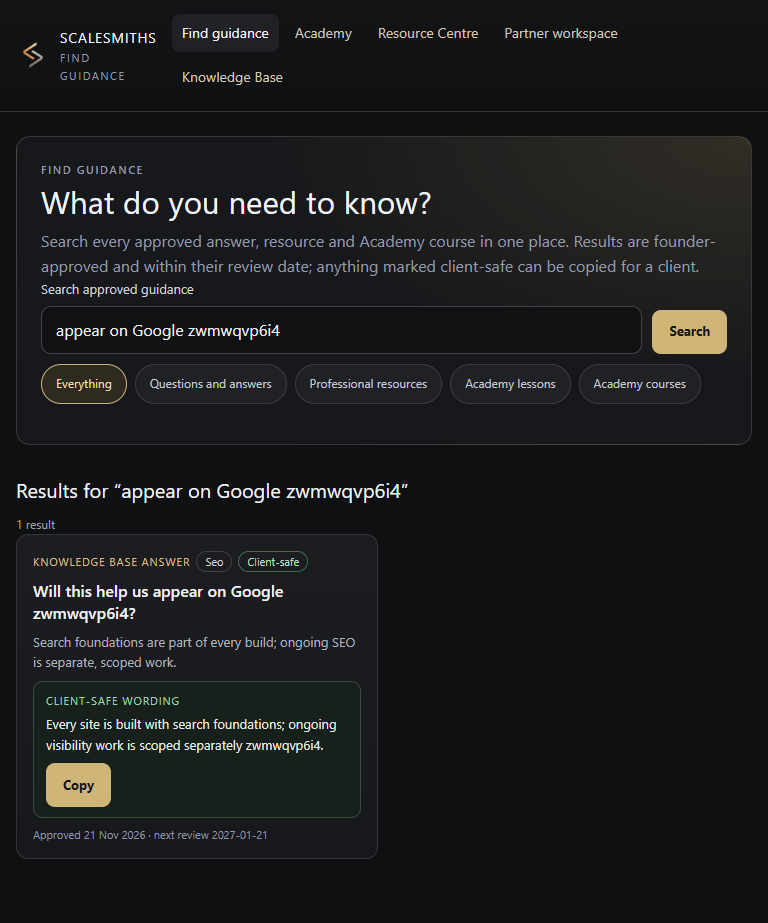 SCALESMITHS
FIND
GUIDANCE
Find guidance
Academy
Resource Centre
Partner workspace
Knowledge Base
FIND GUIDANCE
What do you need to know?
Search every approved answer, resource and Academy course in one place. Results are founder-
approved and within their review date; anything marked client-safe can be copied for a client.
Search approved guidance
appear on Google zwmwqvp6i4
Search
Everything
Questions and answers
Professional resources
Academy lessons
Academy courses
Results for “appear on Google zwmwqvp6i4”
1 result
KNOWLEDGE BASE ANSWER
Seo
Client-safe
Will this help us appear on Google
zwmwqvp6i4?
Search foundations are part of every build; ongoing SEO
is separate, scoped work.
CLIENT-SAFE WORDING
Every site is built with search foundations; ongoing
visibility work is scoped separately zwmwqvp6i4.
Copy
Approved 21 Nov 2026 · next review 2027-01-21